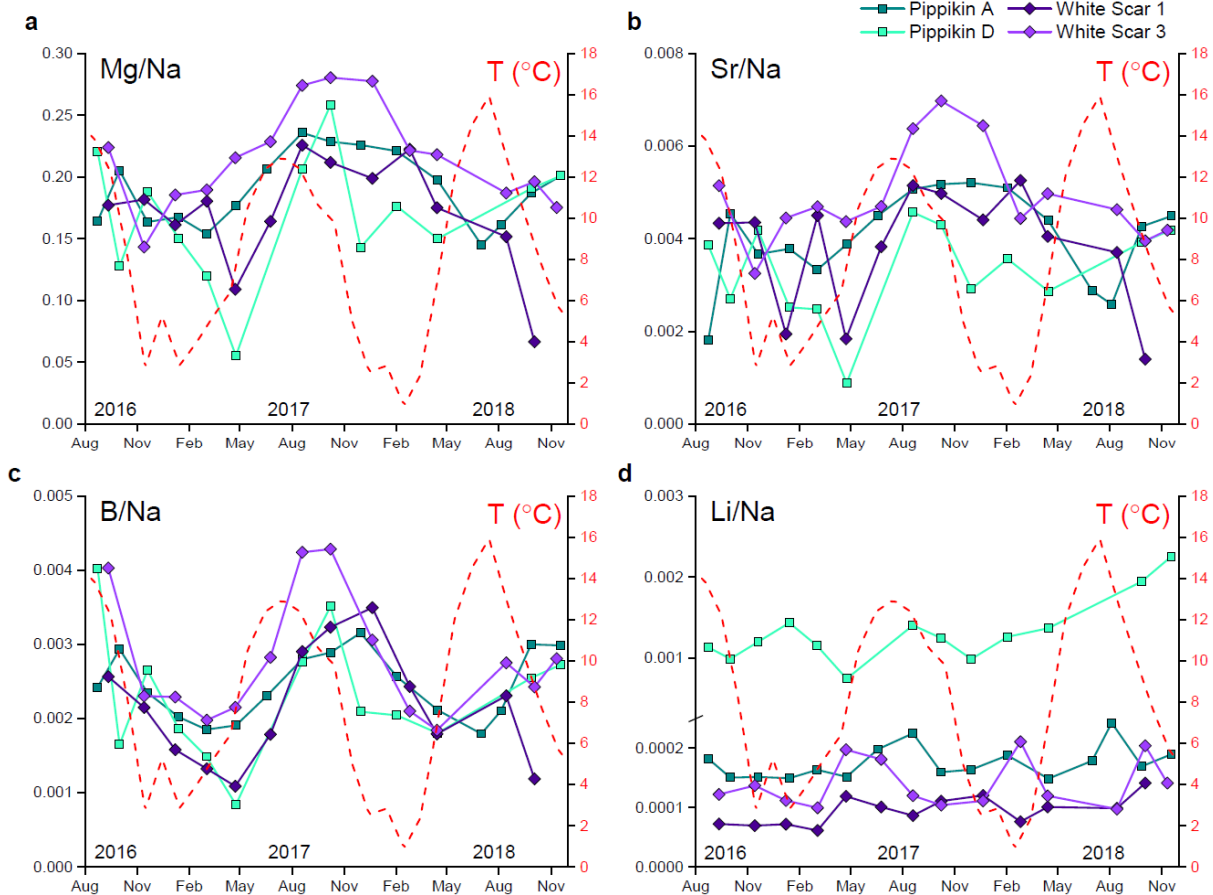 Pippikin A White Scar 1
Pippikin D White Scar 3
a
Mg/Na
T (°C)
0.30
0.25
0.20
0.15
0.10
0.05
0.00
18
16
14
12
10
8
6
4
2
0
2016 2017 2018
Aug Nov Feb May Aug Nov Feb May Aug Nov
b
Sr/Na
T (°C)
0.008
0.006
0.004
0.002
0.000
18
16
14
12
10
8
6
4
2
0
2016 2017 2018
Aug Nov Feb May Aug Nov Feb May Aug Nov
c
B/Na
T (°C)
0.005
0.004
0.003
0.002
0.001
0.000
18
16
14
12
10
8
6
4
2
0
2016 2017 2018
Aug Nov Feb May Aug Nov Feb May Aug Nov
d
Li/Na
T (°C)
0.003
0.002
0.001
0.0002
0.0001
0.0000
18
16
14
12
10
8
6
4
2
0
2016 2017 2018
Aug Nov Feb May Aug Nov Feb May Aug Nov